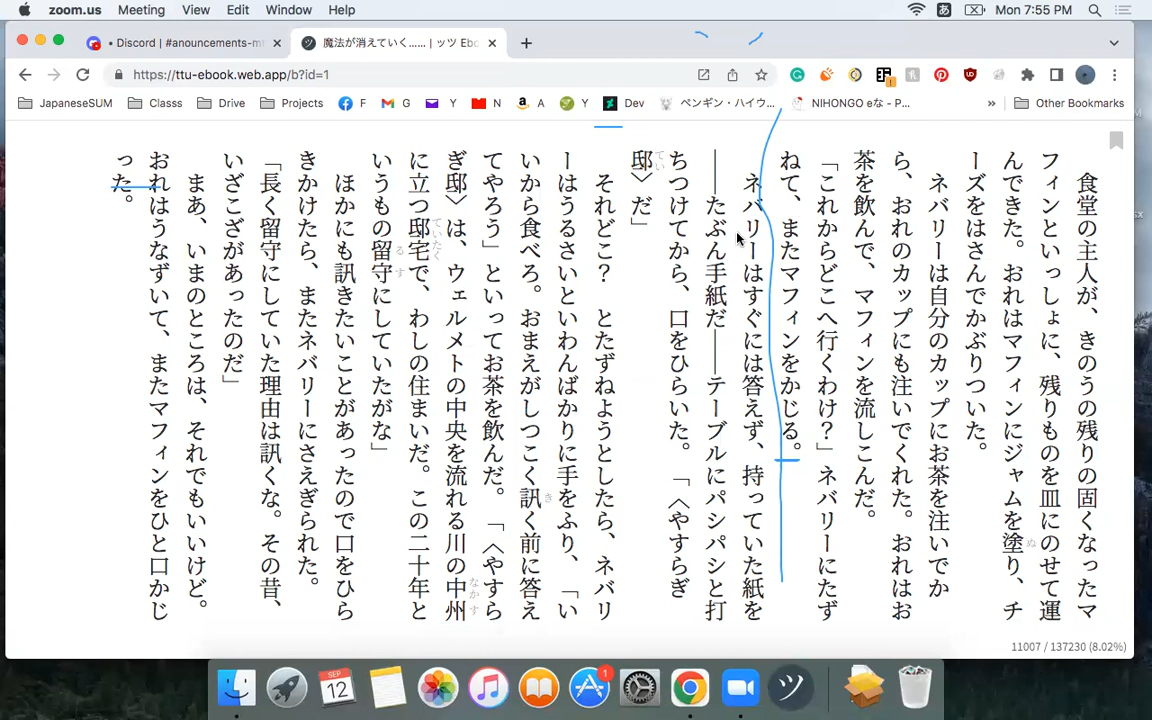 zoom.us Meeting View Edit Window Help
あ Mon 7:55 PM
• Discord | #anouncements-m
ツ 魔法が消えていく...... | ッツ Ebo
https://ttu-ebook.web.app/b?id=1
JapaneseSUM Classs Drive Projects F G Y N A Y Dev ペンギン・ハイウ... NIHONGO eな - P... » Other Bookmarks
食堂の主人が、きのうの残りの固くなったマ
フィンといっしょに、残りものを皿にのせて運
んできた。おれはマフィンにジャムを塗り、チ
ーズをはさんでかぶりついた。
ネバリーは自分のカップにお茶を注いでか
ら、おれのカップにも注いでくれた。おれはお
茶を飲んで、マフィンを流しこんだ。
「これからどこへ行くわけ？」ネバリーにたず
ねて、またマフィンをかじる。
ネバリーはすぐには答えず、持っていた紙を
――たぶん手紙だ――テーブルにパシパシと打
ちつけてから、口をひらいた。「〈やすらぎ
邸〉だ」
それどこ？　とたずねようとしたら、ネバリ
ーはうるさいといわんばかりに手をふり、「い
いから食べろ。おまえがしつこく訊く前に答え
てやろう」といってお茶を飲んだ。「〈やすら
ぎ邸〉は、ウェルメトの中央を流れる川の中州
に立つ邸宅で、わしの住まいだ。この二十年と
いうもの留守にしていたがな」
ほかにも訊きたいことがあったので口をひら
きかけたら、またネバリーにさえぎられた。
「長く留守にしていた理由は訊くな。その昔、
いざこざがあったのだ」
まあ、いまのところは、それでもいいけど。
おれはうなずいて、またマフィンをひと口かじ
った。
11007 / 137230 (8.02%)
SEP
12
1
ツ